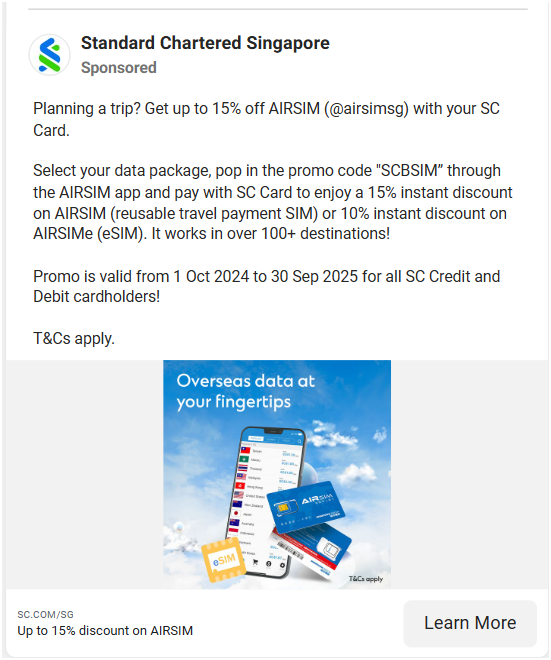 Standard Chartered Singapore
Sponsored
Planning a trip? Get up to 15% off AIRSIM (@airsimsg) with your SC
Card.
Select your data package, pop in the promo code "SCBSIM” through
the AIRSIM app and pay with SC Card to enjoy a 15% instant discount
on AIRSIM (reusable travel payment SIM) or 10% instant discount on
AIRSIMe (eSIM). It works in over 100+ destinations!
Promo is valid from 1 Oct 2024 to 30 Sep 2025 for all SC Credit and
Debit cardholders!
T&Cs apply.
Overseas data at
your fingertips
AIRSIM
eSIM
T&Cs apply
SC.COM/SG
Up to 15% discount on AIRSIM
Learn More